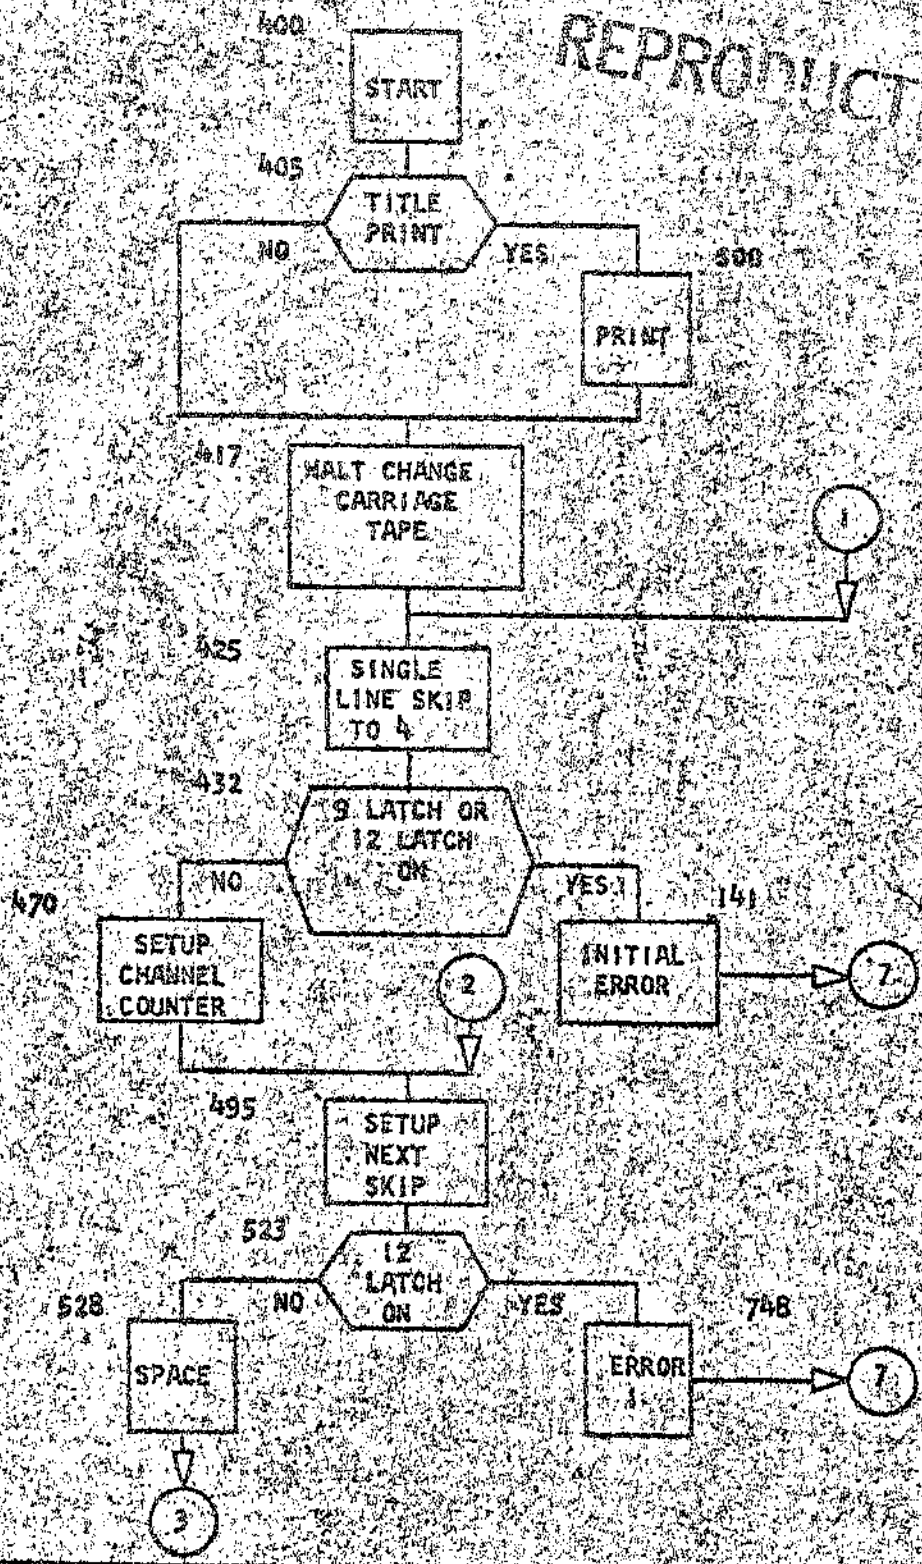 400
REPRODUCT
START
405
TITLE
PRINT
NO
YES
500
PRINT
417
HALT CHANGE
CARRIAGE
TAPE
1
425
SINGLE
LINE SKIP
TO 4
432
9 LATCH OR
12 LATCH
ON
NO
YES
470
141
SETUP
CHANNEL
COUNTER
2
INITIAL
ERROR
7
495
SETUP
NEXT
SKIP
523
12
LATCH
ON
NO
YES
528
748
SPACE
ERROR
1
7
3